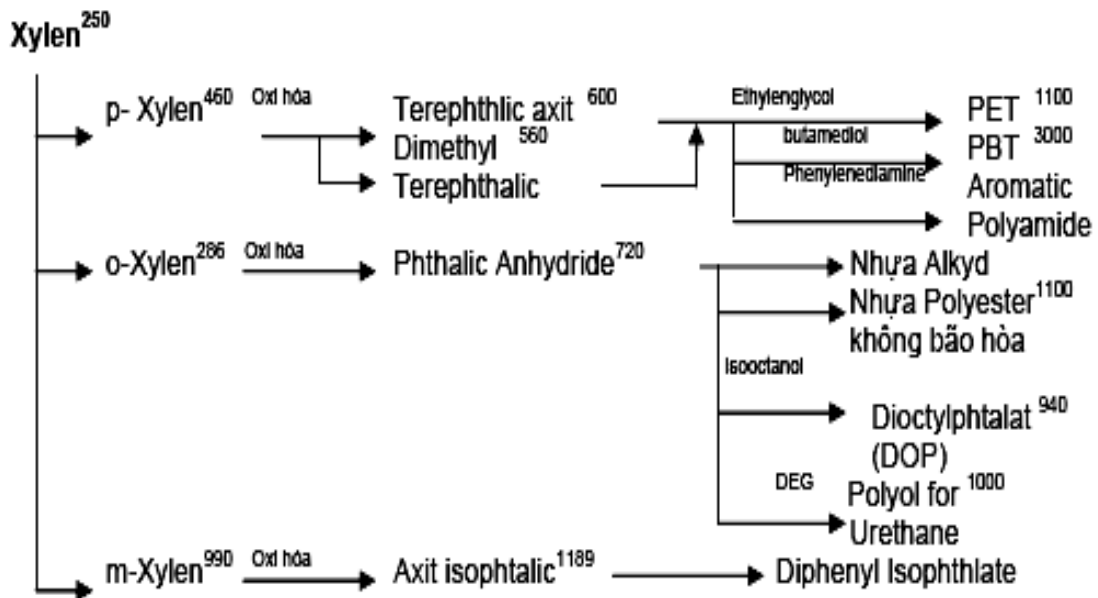 Xylen²⁵⁰
p- Xylen⁴⁶⁰ Oxi hóa Terephthlic axit ⁶⁰⁰ Ethylenglycol PET ¹¹⁰⁰
Dimethyl ⁵⁶⁰ butamediol PBT ³⁰⁰⁰
Terephthalic Phenylenediamine Aromatic
Polyamide
o-Xylen²⁸⁶ Oxi hóa Phthalic Anhydride⁷²⁰ Nhựa Alkyd
Nhựa Polyester¹¹⁰⁰
không bão hòa
Isooctanol
Dioctylphtalat ⁹⁴⁰
(DOP)
DEG Polyol for ¹⁰⁰⁰
Urethane
m-Xylen⁹⁹⁰ Oxi hóa Axit isophtalic¹¹⁸⁹ Diphenyl Isophthlate